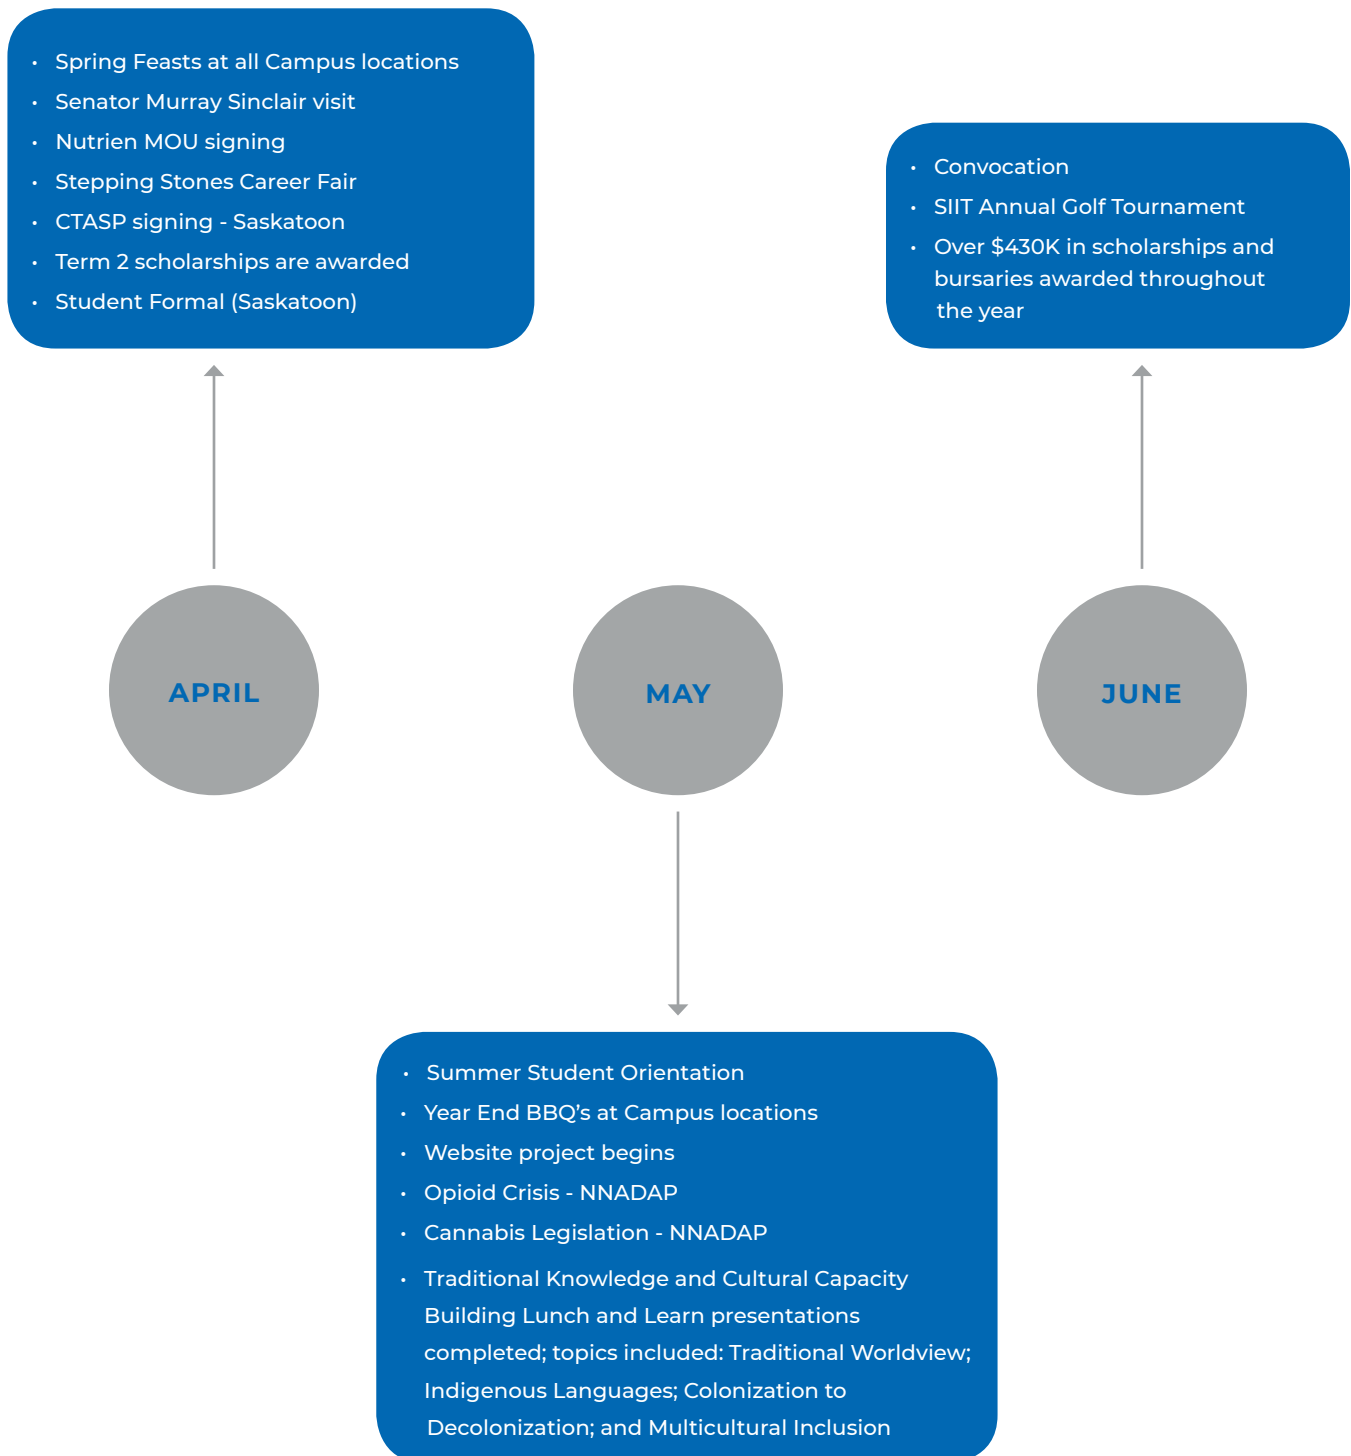 • Spring Feasts at all Campus locations
• Senator Murray Sinclair visit
• Nutrien MOU signing
• Stepping Stones Career Fair
• CTASP signing - Saskatoon
• Term 2 scholarships are awarded
• Student Formal (Saskatoon)
• Convocation
• SIIT Annual Golf Tournament
• Over $430K in scholarships and
bursaries awarded throughout
the year
APRIL
MAY
JUNE
• Summer Student Orientation
• Year End BBQ’s at Campus locations
• Website project begins
• Opioid Crisis - NNADAP
• Cannabis Legislation - NNADAP
• Traditional Knowledge and Cultural Capacity
Building Lunch and Learn presentations
completed; topics included: Traditional Worldview;
Indigenous Languages; Colonization to
Decolonization; and Multicultural Inclusion